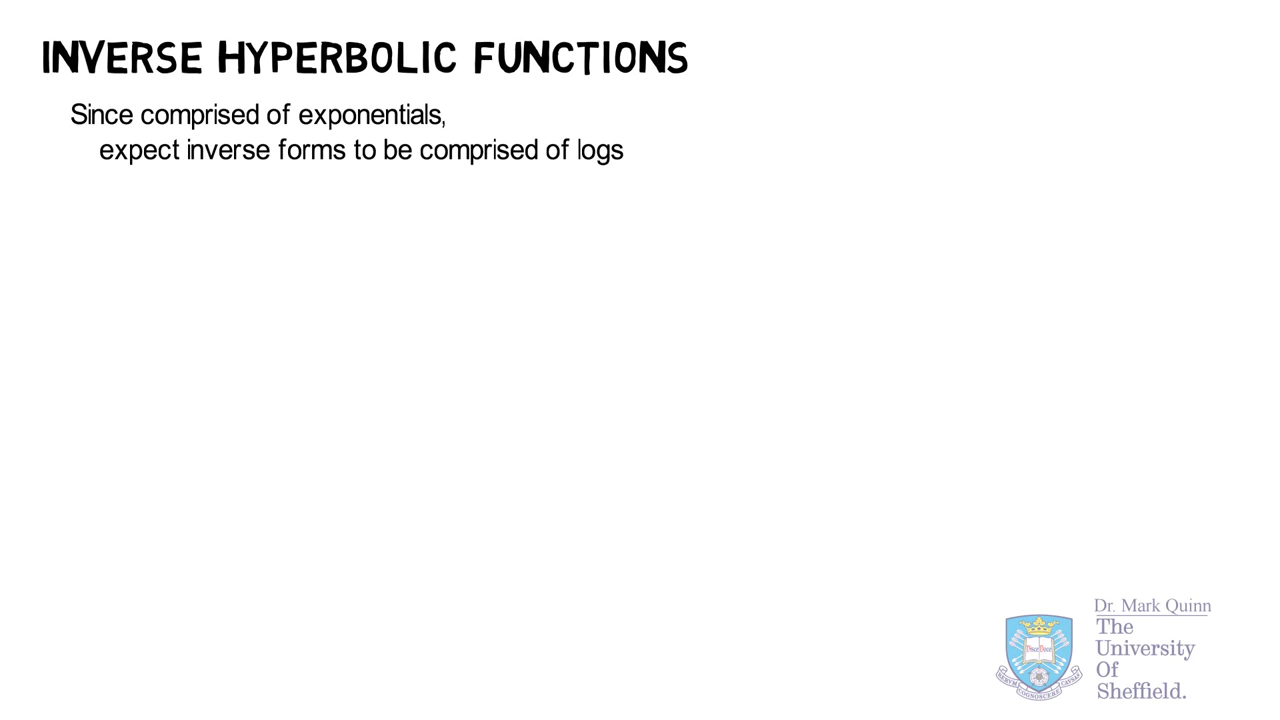 INVERSE HYPERBOLIC FUNCTIONS
Since comprised of exponentials,
expect inverse forms to be comprised of logs
Dr. Mark Quinn
The
University
Of
Sheffield.